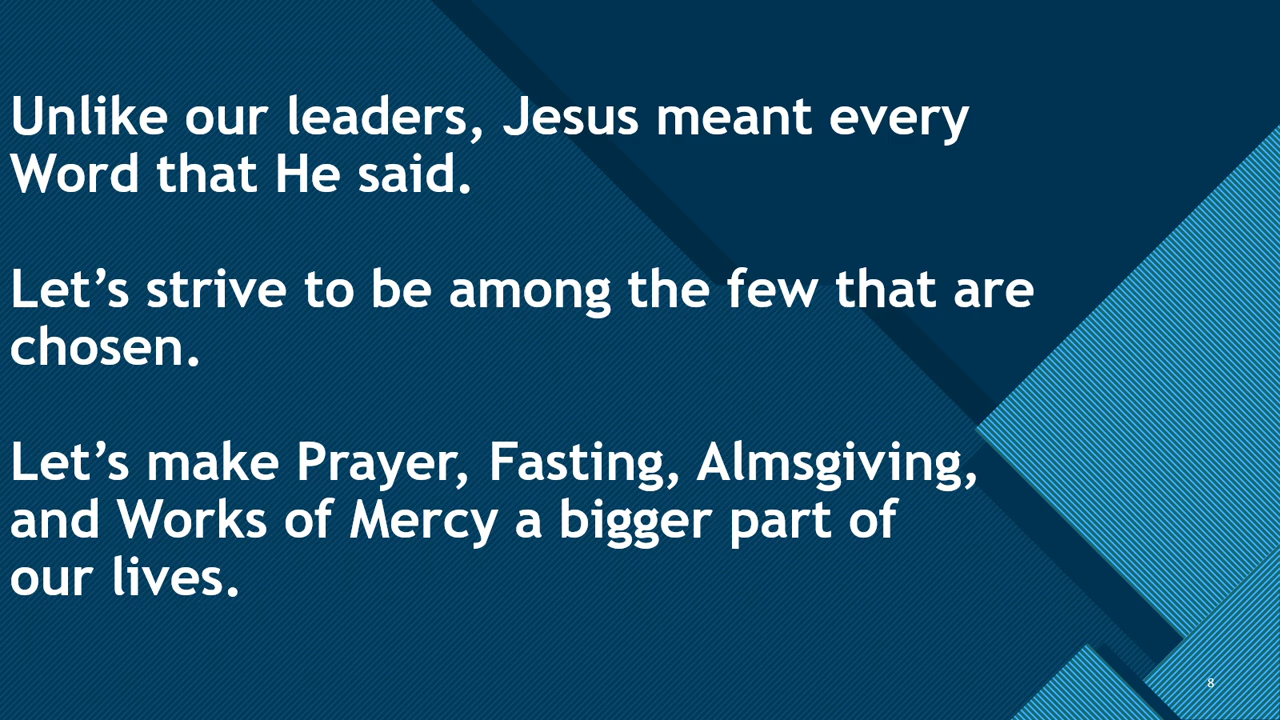 Unlike our leaders, Jesus meant every
Word that He said.
Let’s strive to be among the few that are
chosen.
Let’s make Prayer, Fasting, Almsgiving,
and Works of Mercy a bigger part of
our lives.
8